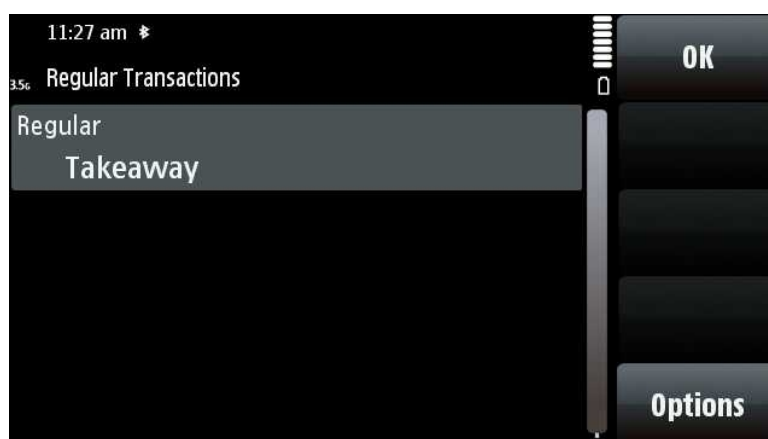 11:27 am
OK
3.5G Regular Transactions
Regular
Takeaway
Options